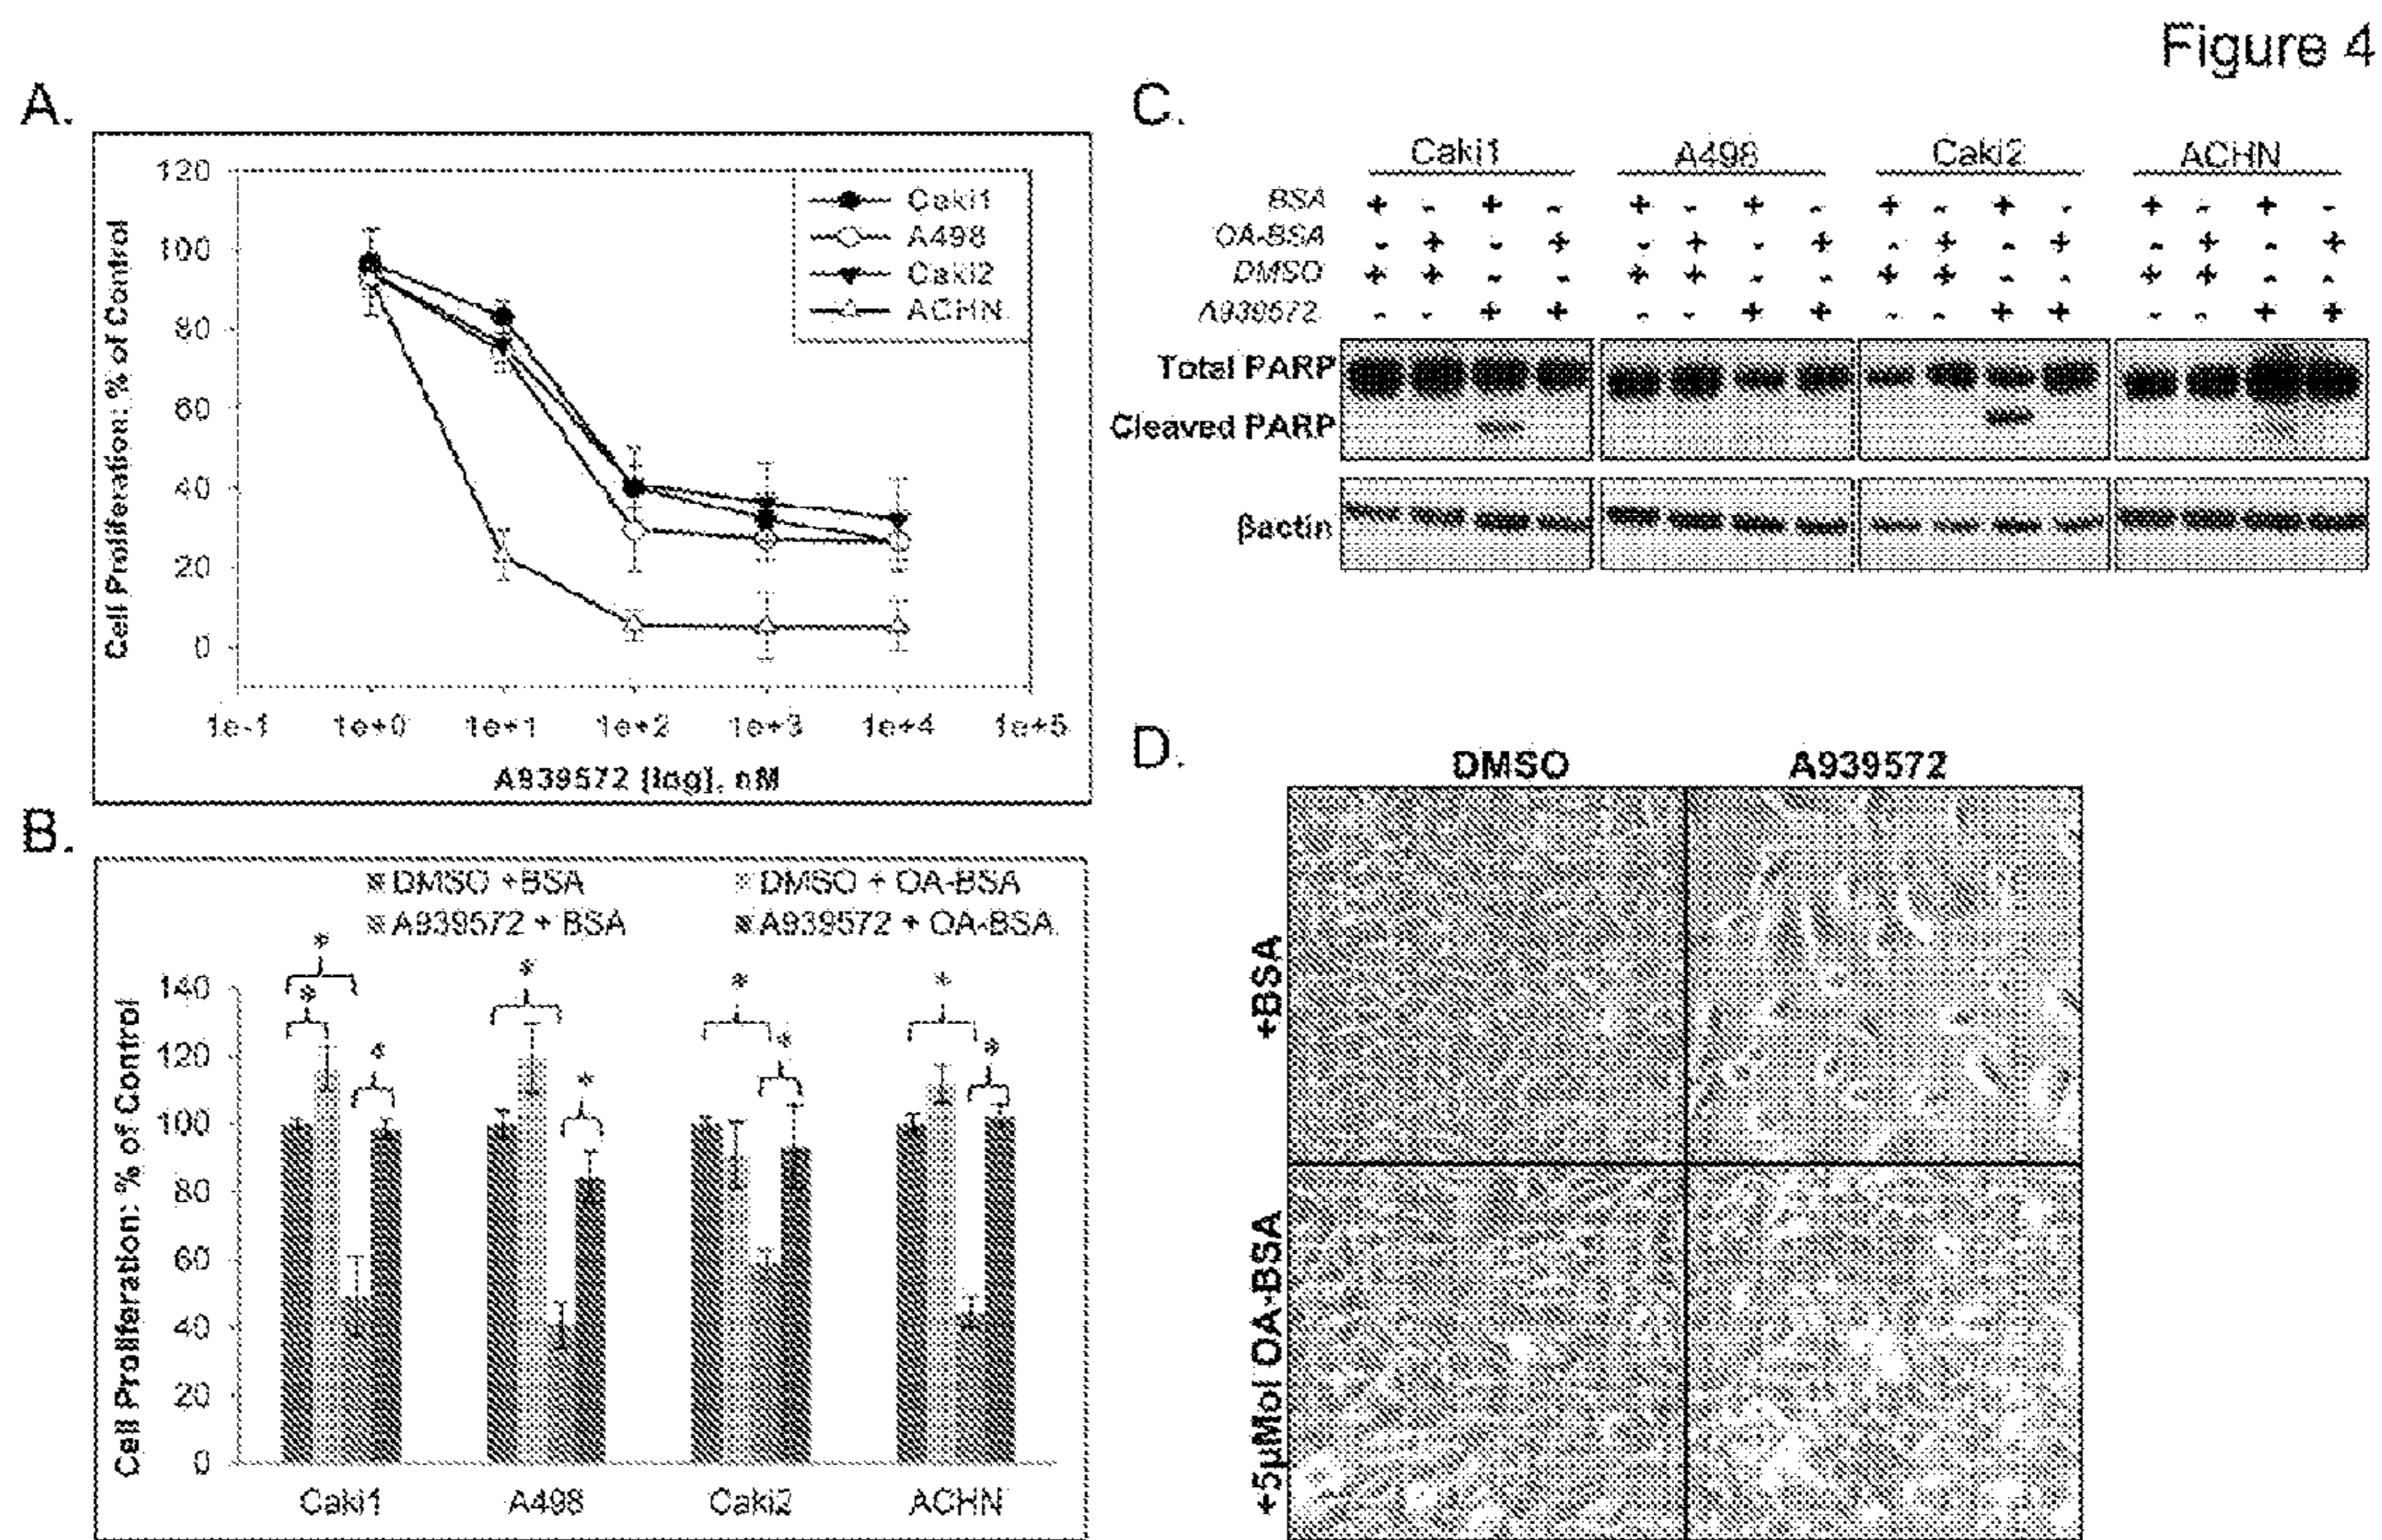 Figure 4
A.
120
100
80
60
40
20
0
Cell Proliferation: % of Control
Caki1
A498
Caki2
ACHN
1e-1 1e+0 1e+1 1e+2 1e+3 1e+4 1e+5
A939572 [log], nM
B.
DMSO +BSA DMSO + OA-BSA
A939572 + BSA A939572 + OA-BSA
* * * * * * * * *
140
120
100
80
60
40
20
0
Cell Proliferation: % of Control
Caki1 A498 Caki2 ACHN
C.
Caki1 A498 Caki2 ACHN
BSA + - + - + - + - + - + - + - + -
OA-BSA - + - + - + - + - + - + - + - +
DMSO + + - - + + - - + + - - + + - -
A939572 - - + + - - + + - - + + - - + +
Total PARP
Cleaved PARP
βactin
D.
DMSO A939572
+BSA
+5μMol OA-BSA